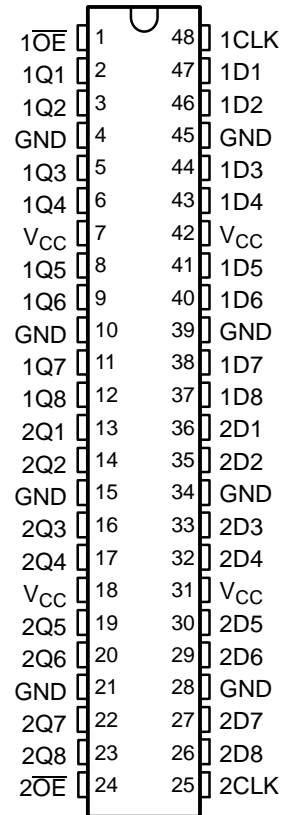 1O̅E̅ 1 48 1CLK
1Q1 2 47 1D1
1Q2 3 46 1D2
GND 4 45 GND
1Q3 5 44 1D3
1Q4 6 43 1D4
VCC 7 42 VCC
1Q5 8 41 1D5
1Q6 9 40 1D6
GND 10 39 GND
1Q7 11 38 1D7
1Q8 12 37 1D8
2Q1 13 36 2D1
2Q2 14 35 2D2
GND 15 34 GND
2Q3 16 33 2D3
2Q4 17 32 2D4
VCC 18 31 VCC
2Q5 19 30 2D5
2Q6 20 29 2D6
GND 21 28 GND
2Q7 22 27 2D7
2Q8 23 26 2D8
2O̅E̅ 24 25 2CLK